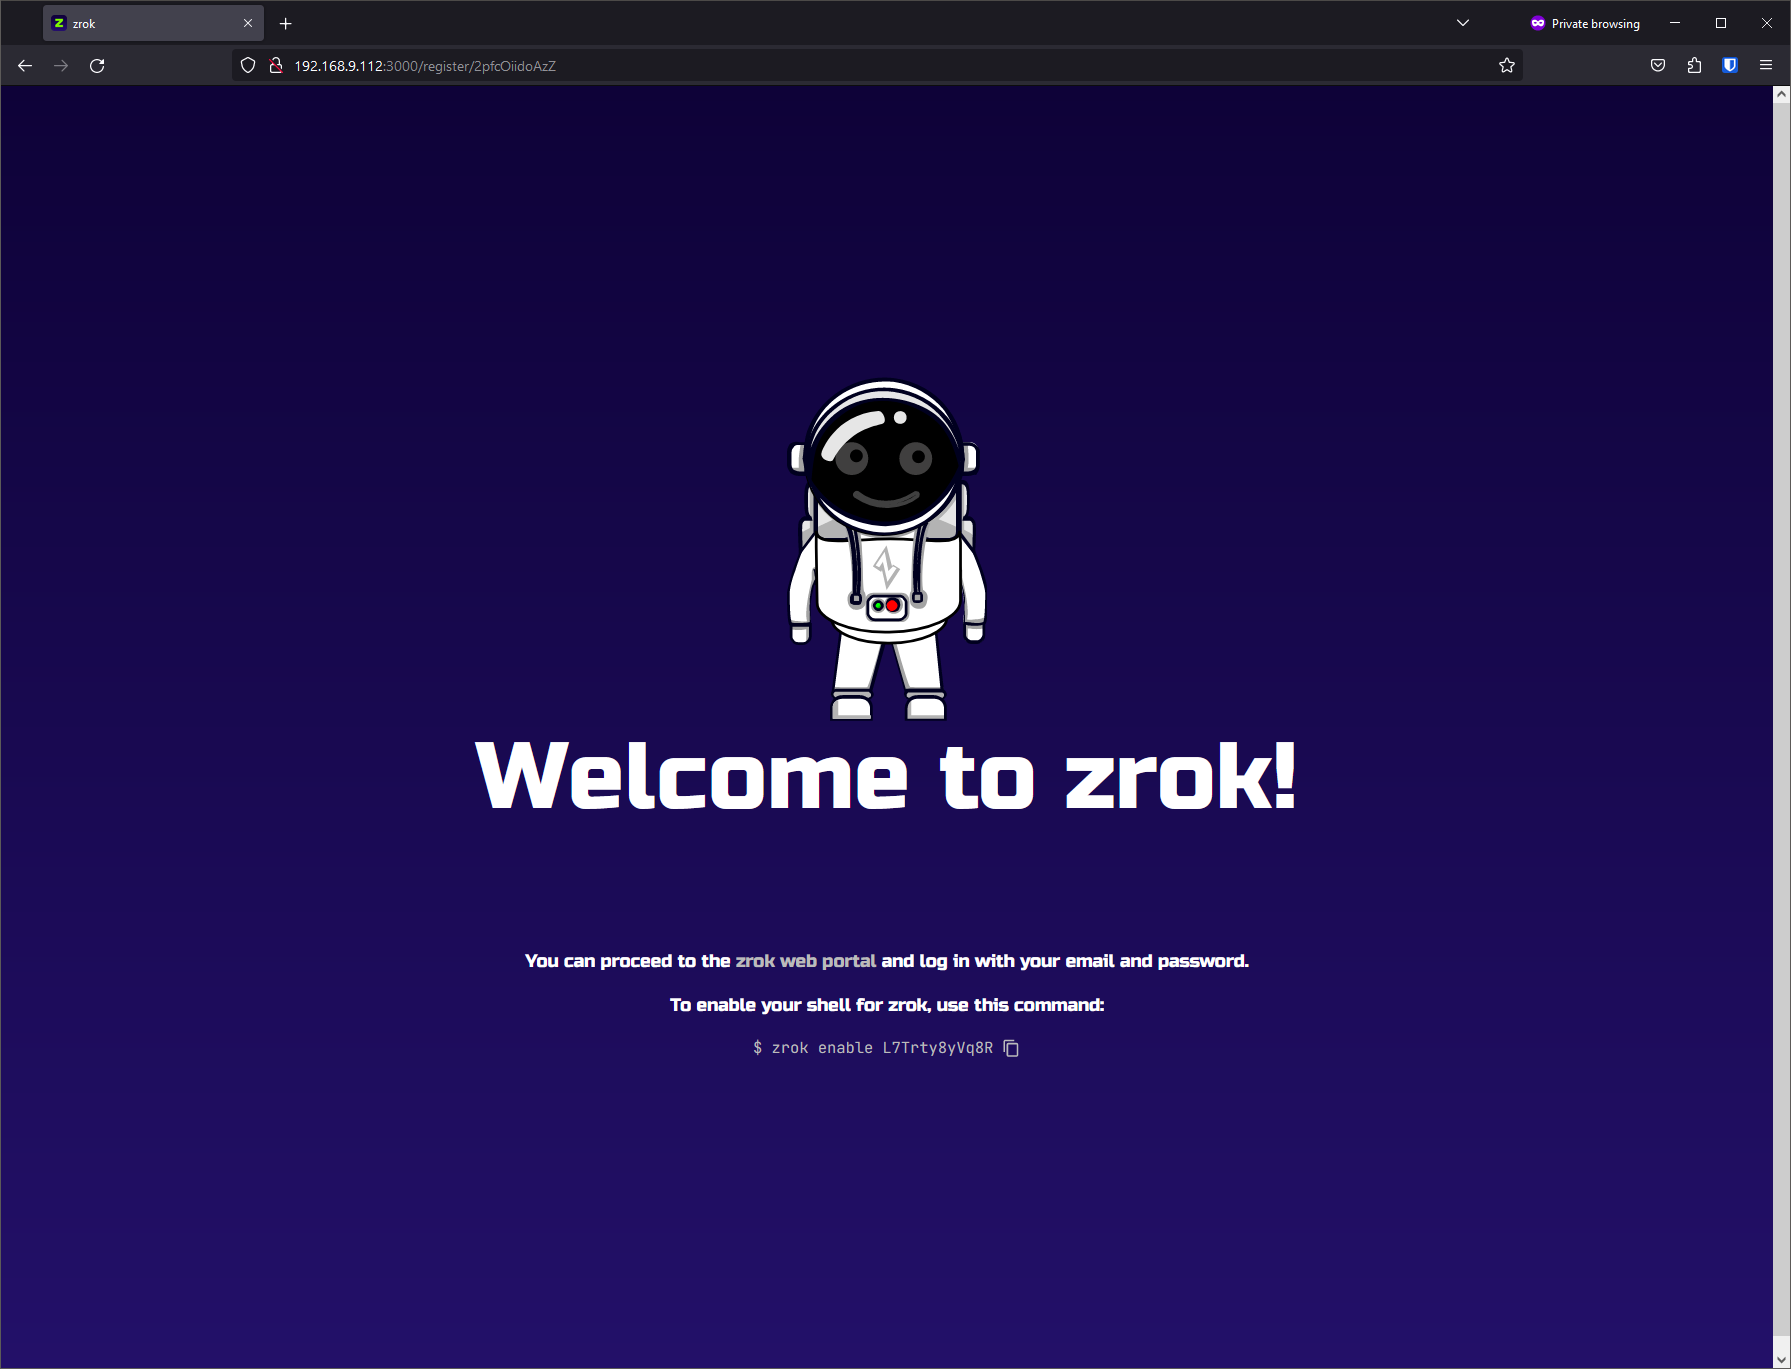 zrok
Private browsing
192.168.9.112:3000/register/2pfcOiidoAzZ
Welcome to zrok!
You can proceed to the zrok web portal and log in with your email and password.
To enable your shell for zrok, use this command:
$ zrok enable L7Trty8yVq8R